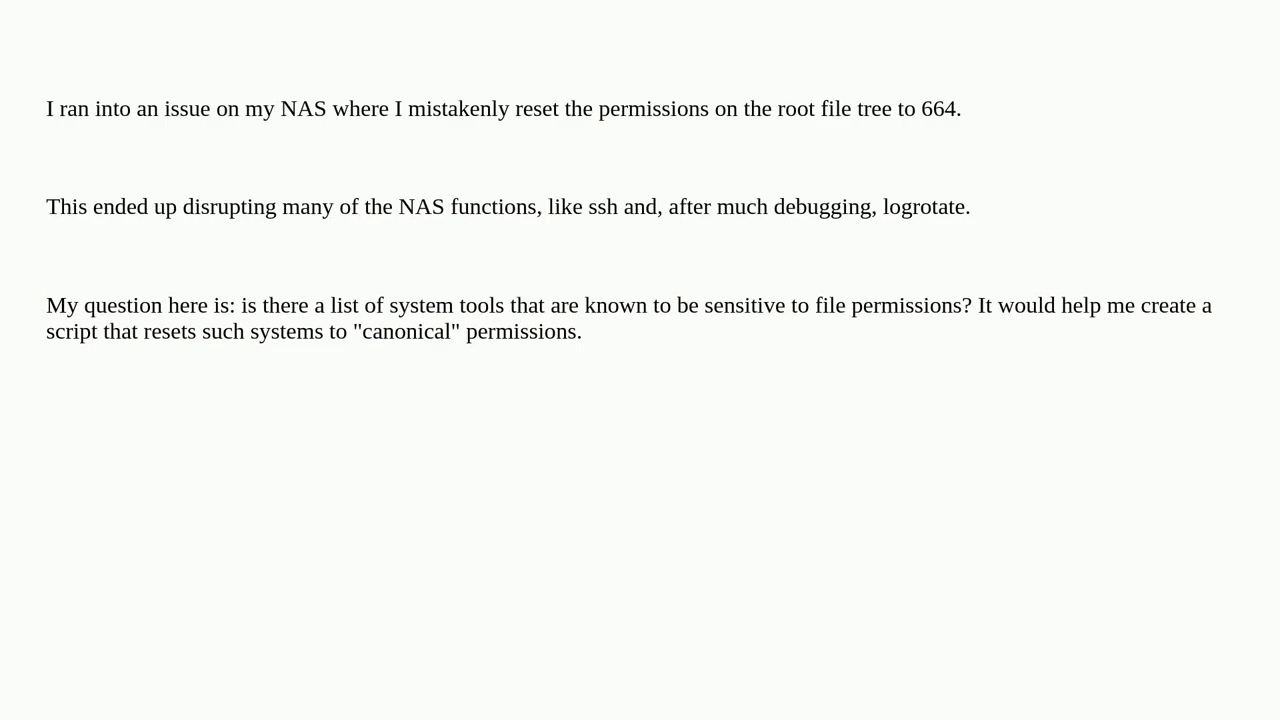 I ran into an issue on my NAS where I mistakenly reset the permissions on the root file tree to 664.
This ended up disrupting many of the NAS functions, like ssh and, after much debugging, logrotate.
My question here is: is there a list of system tools that are known to be sensitive to file permissions? It would help me create a
script that resets such systems to "canonical" permissions.